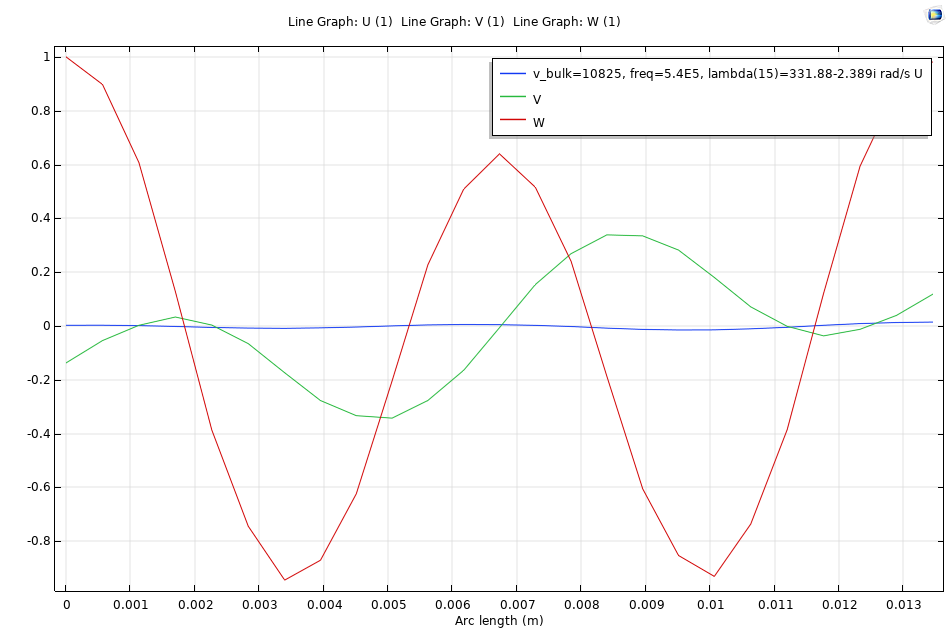 Line Graph: U (1)  Line Graph: V (1)  Line Graph: W (1)
v_bulk=10825, freq=5.4E5, lambda(15)=331.88-2.389i rad/s U
V
W
1
0.8
0.6
0.4
0.2
0
-0.2
-0.4
-0.6
-0.8
0 0.001 0.002 0.003 0.004 0.005 0.006 0.007 0.008 0.009 0.01 0.011 0.012 0.013
Arc length (m)